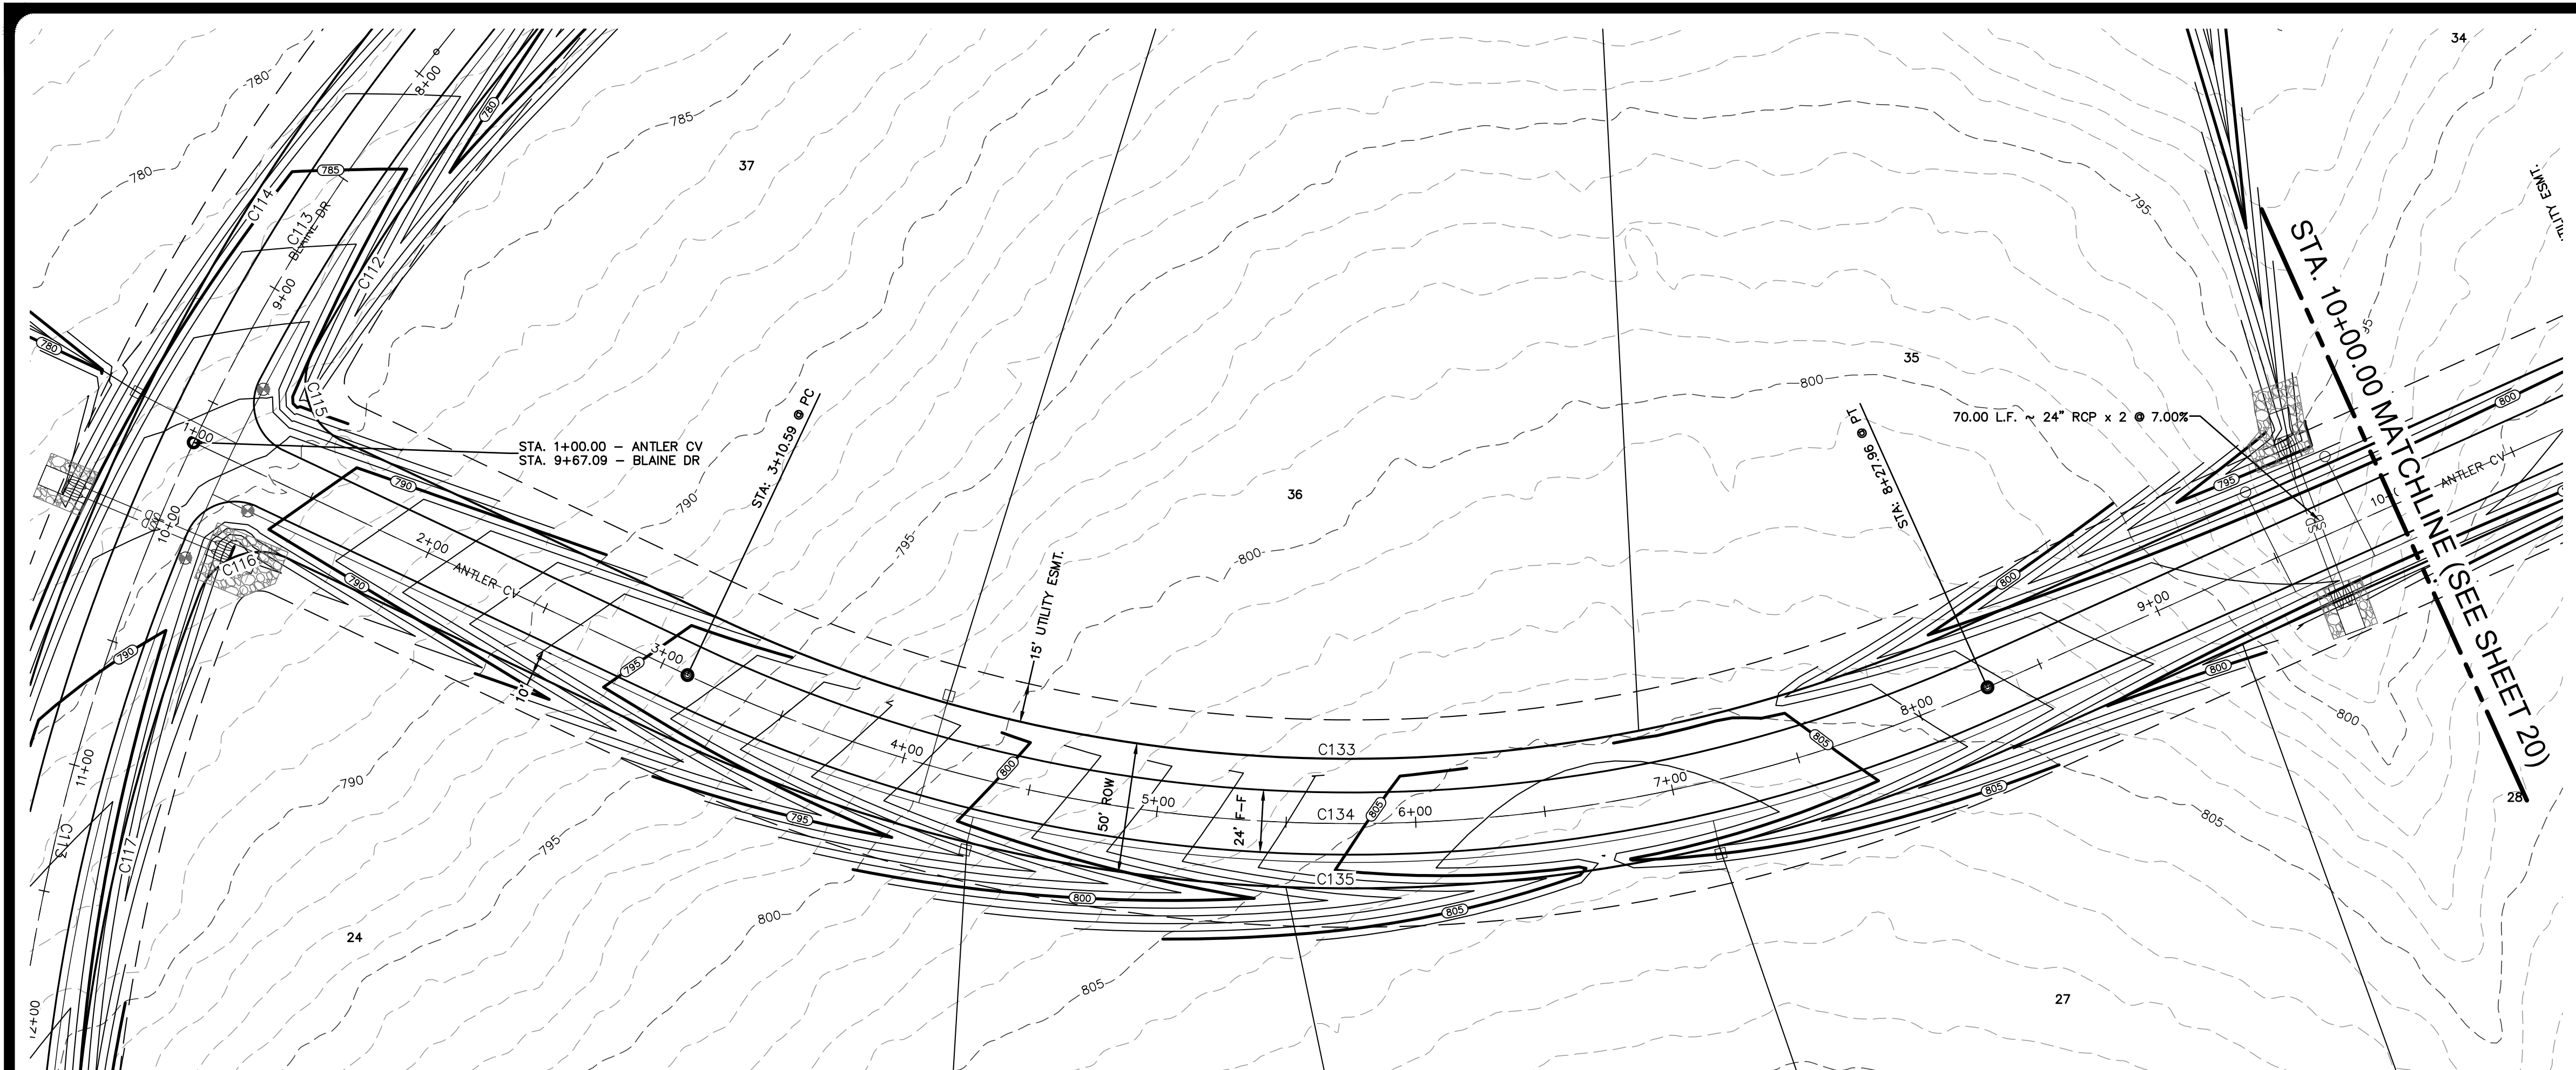 34
780
8+00
780
785
37
780
785
C114
C113
BLAINE DR
C112
9+00
795
780
C115
1+00
STA. 1+00.00 – ANTLER CV
STA. 9+67.09 – BLAINE DR
STA: 3+10.59 @ PC
800
35
70.00 L.F. ~ 24" RCP x 2 @ 7.00%
STA: 8+27.96 @ PT
STA. 10+00.00 MATCHLINE (SEE SHEET 20)
800
ANTLER CV
795
790
790
36
10+00
2+00
795
800
C116
790
ANTLER CV
15' UTILITY ESMT.
800
9+00
790
3+00
795
10'
800
8+00
800
C133
805
4+00
800
7+00
11+00
790
50' ROW
5+00
24' F-F
C134
805
6+00
805
28
795
805
C113
C117
795
C135
800
805
800
24
805
27
12+00